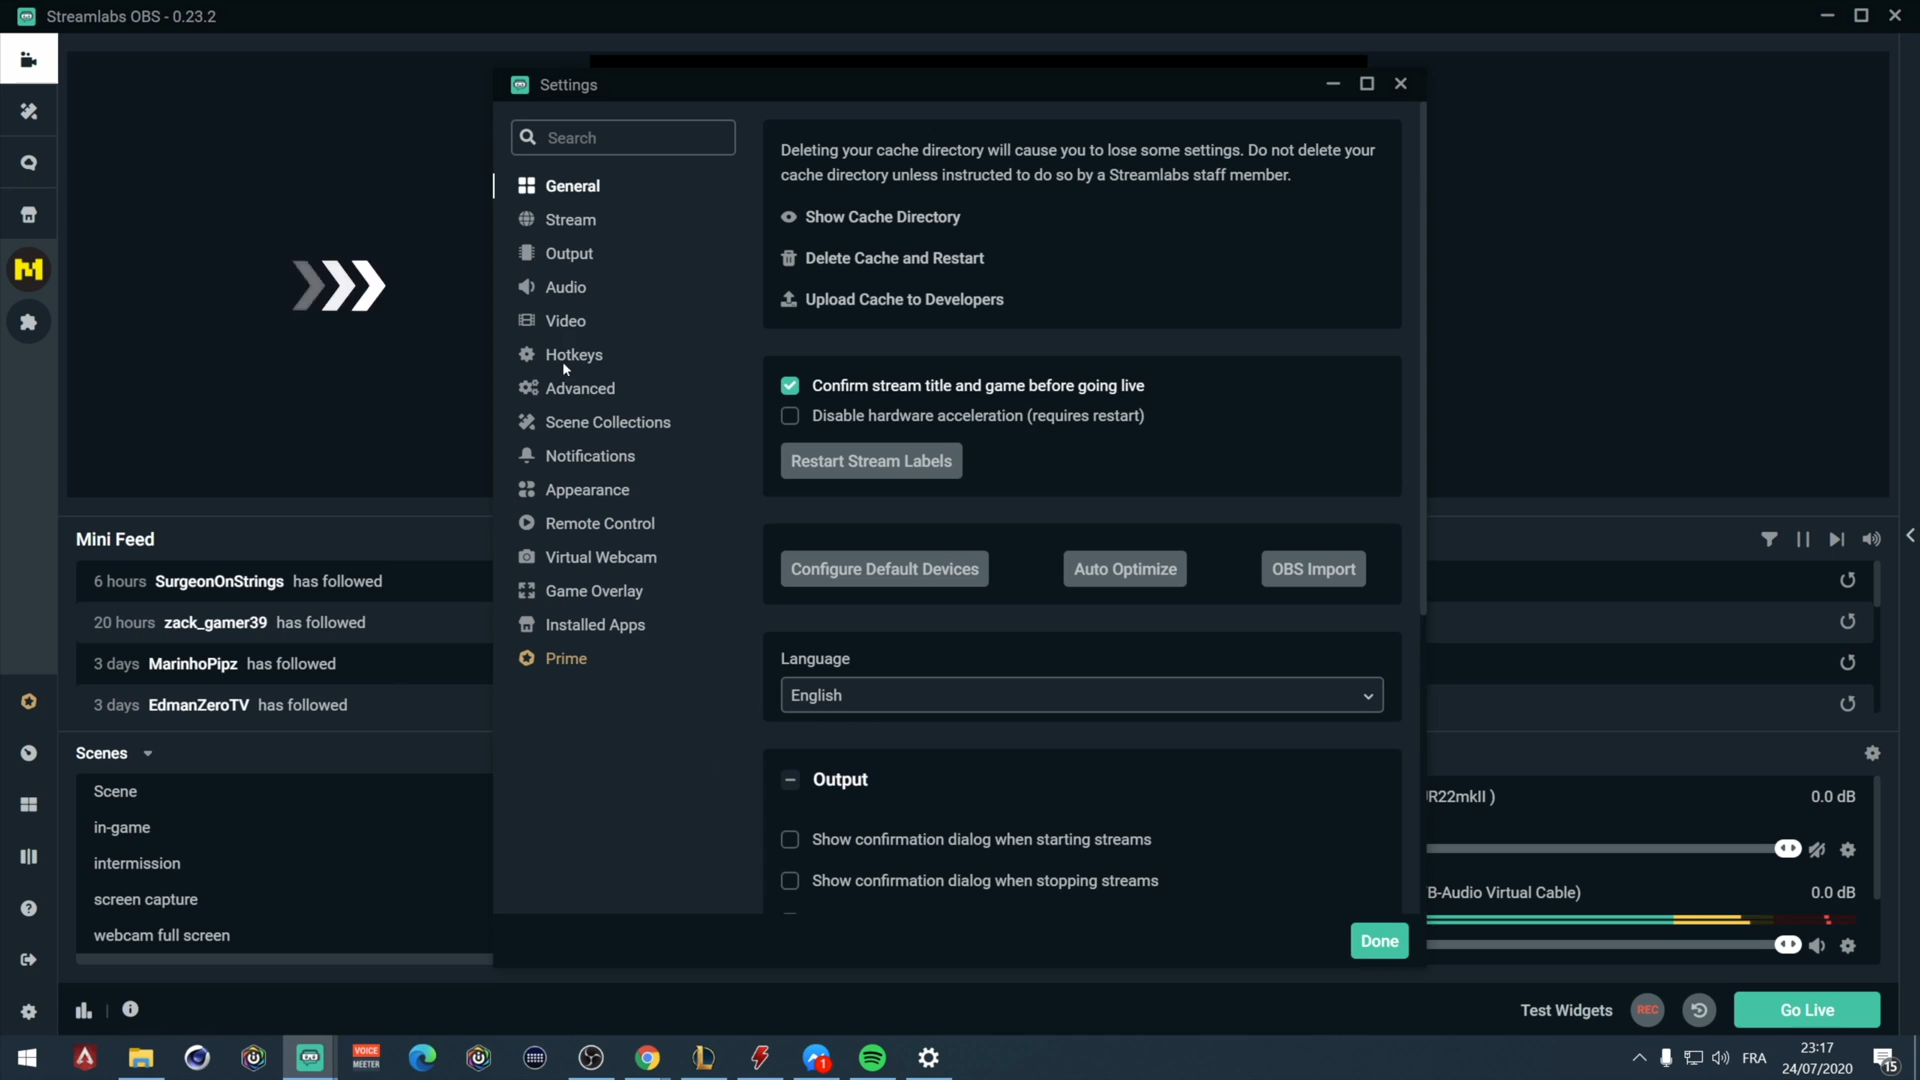 Streamlabs OBS - 0.23.2
Settings
Search
General
Stream
Output
Audio
Video
Hotkeys
Advanced
Scene Collections
Notifications
Appearance
Remote Control
Virtual Webcam
Game Overlay
Installed Apps
Prime
Deleting your cache directory will cause you to lose some settings. Do not delete your
cache directory unless instructed to do so by a Streamlabs staff member.
Show Cache Directory
Delete Cache and Restart
Upload Cache to Developers
Confirm stream title and game before going live
Disable hardware acceleration (requires restart)
Restart Stream Labels
Configure Default Devices
Auto Optimize
OBS Import
Language
English
Output
Show confirmation dialog when starting streams
Show confirmation dialog when stopping streams
Done
Mini Feed
6 hours SurgeonOnStrings has followed
20 hours zack_gamer39 has followed
3 days MarinhoPipz has followed
3 days EdmanZeroTV has followed
Scenes
Scene
in-game
intermission
screen capture
webcam full screen
R22mkII ) 0.0 dB
B-Audio Virtual Cable) 0.0 dB
Test Widgets
REC
Go Live
VOICE
MEETER
1
FRA
23:17
24/07/2020
15